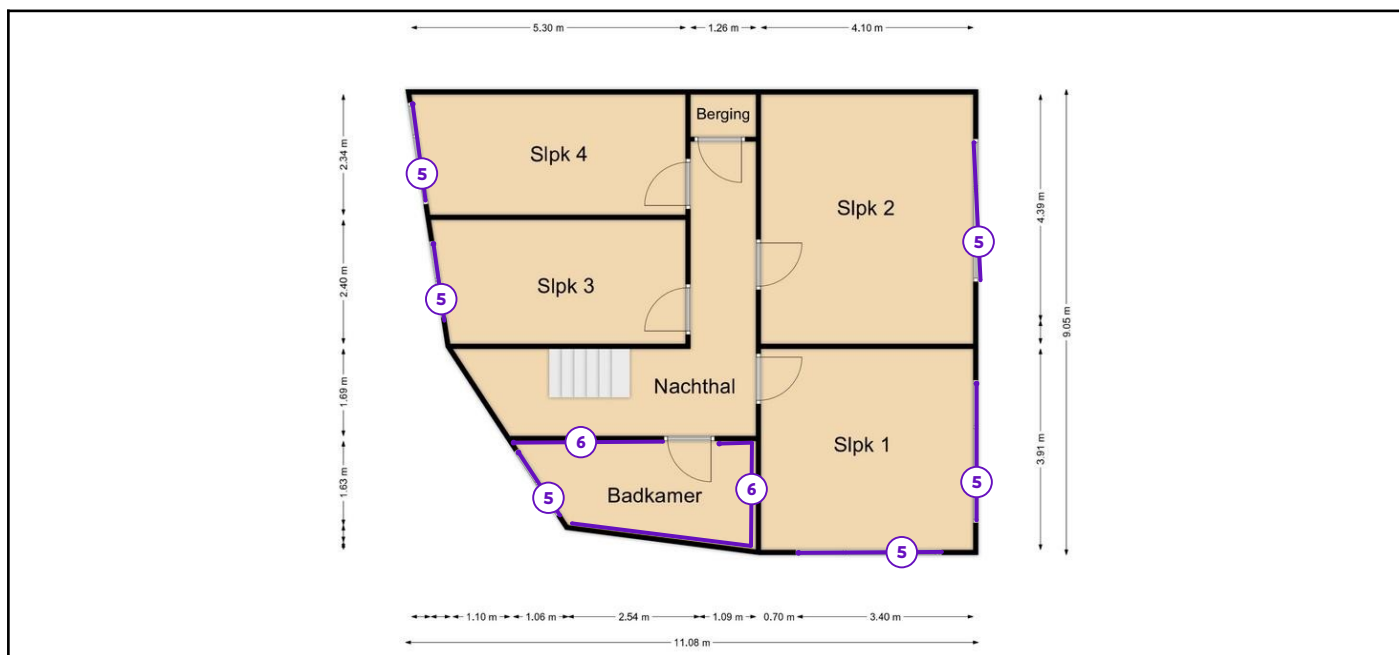 5.30 m 1.26 m 4.10 m
Berging
Slpk 4
5
2.34 m
Slpk 2
4.39 m
5
Slpk 3
5
2.40 m
9.05 m
Nachthal
1.69 m
6
Slpk 1
3.91 m
Badkamer
5
6
5
1.63 m
5
1.10 m 1.06 m 2.54 m 1.09 m 0.70 m 3.40 m
11.08 m